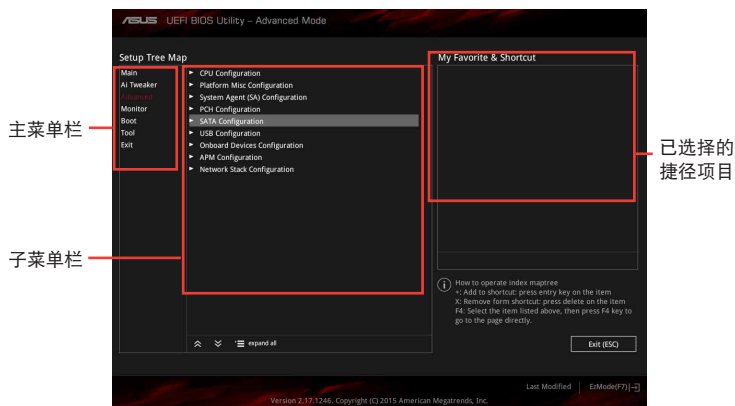 ASUS UEFI BIOS Utility – Advanced Mode
Setup Tree Map
My Favorite & Shortcut
Main
Ai Tweaker
Advanced
Monitor
Boot
Tool
Exit
► CPU Configuration
► Platform Misc Configuration
► System Agent (SA) Configuration
► PCH Configuration
► SATA Configuration
► USB Configuration
► Onboard Devices Configuration
► APM Configuration
► Network Stack Configuration
主菜单栏
子菜单栏
已选择的
捷径项目
How to operate index maptree
+: Add to shortcut: press entry key on the item
X: Remove form shortcut: press delete on the item
F4: Select the item listed above, then press F4 key to
go to the page directly.
expand all
Exit (ESC)
Last Modified
EzMode(F7)
Version 2.17.1246. Copyright (C) 2015 American Megatrends, Inc.